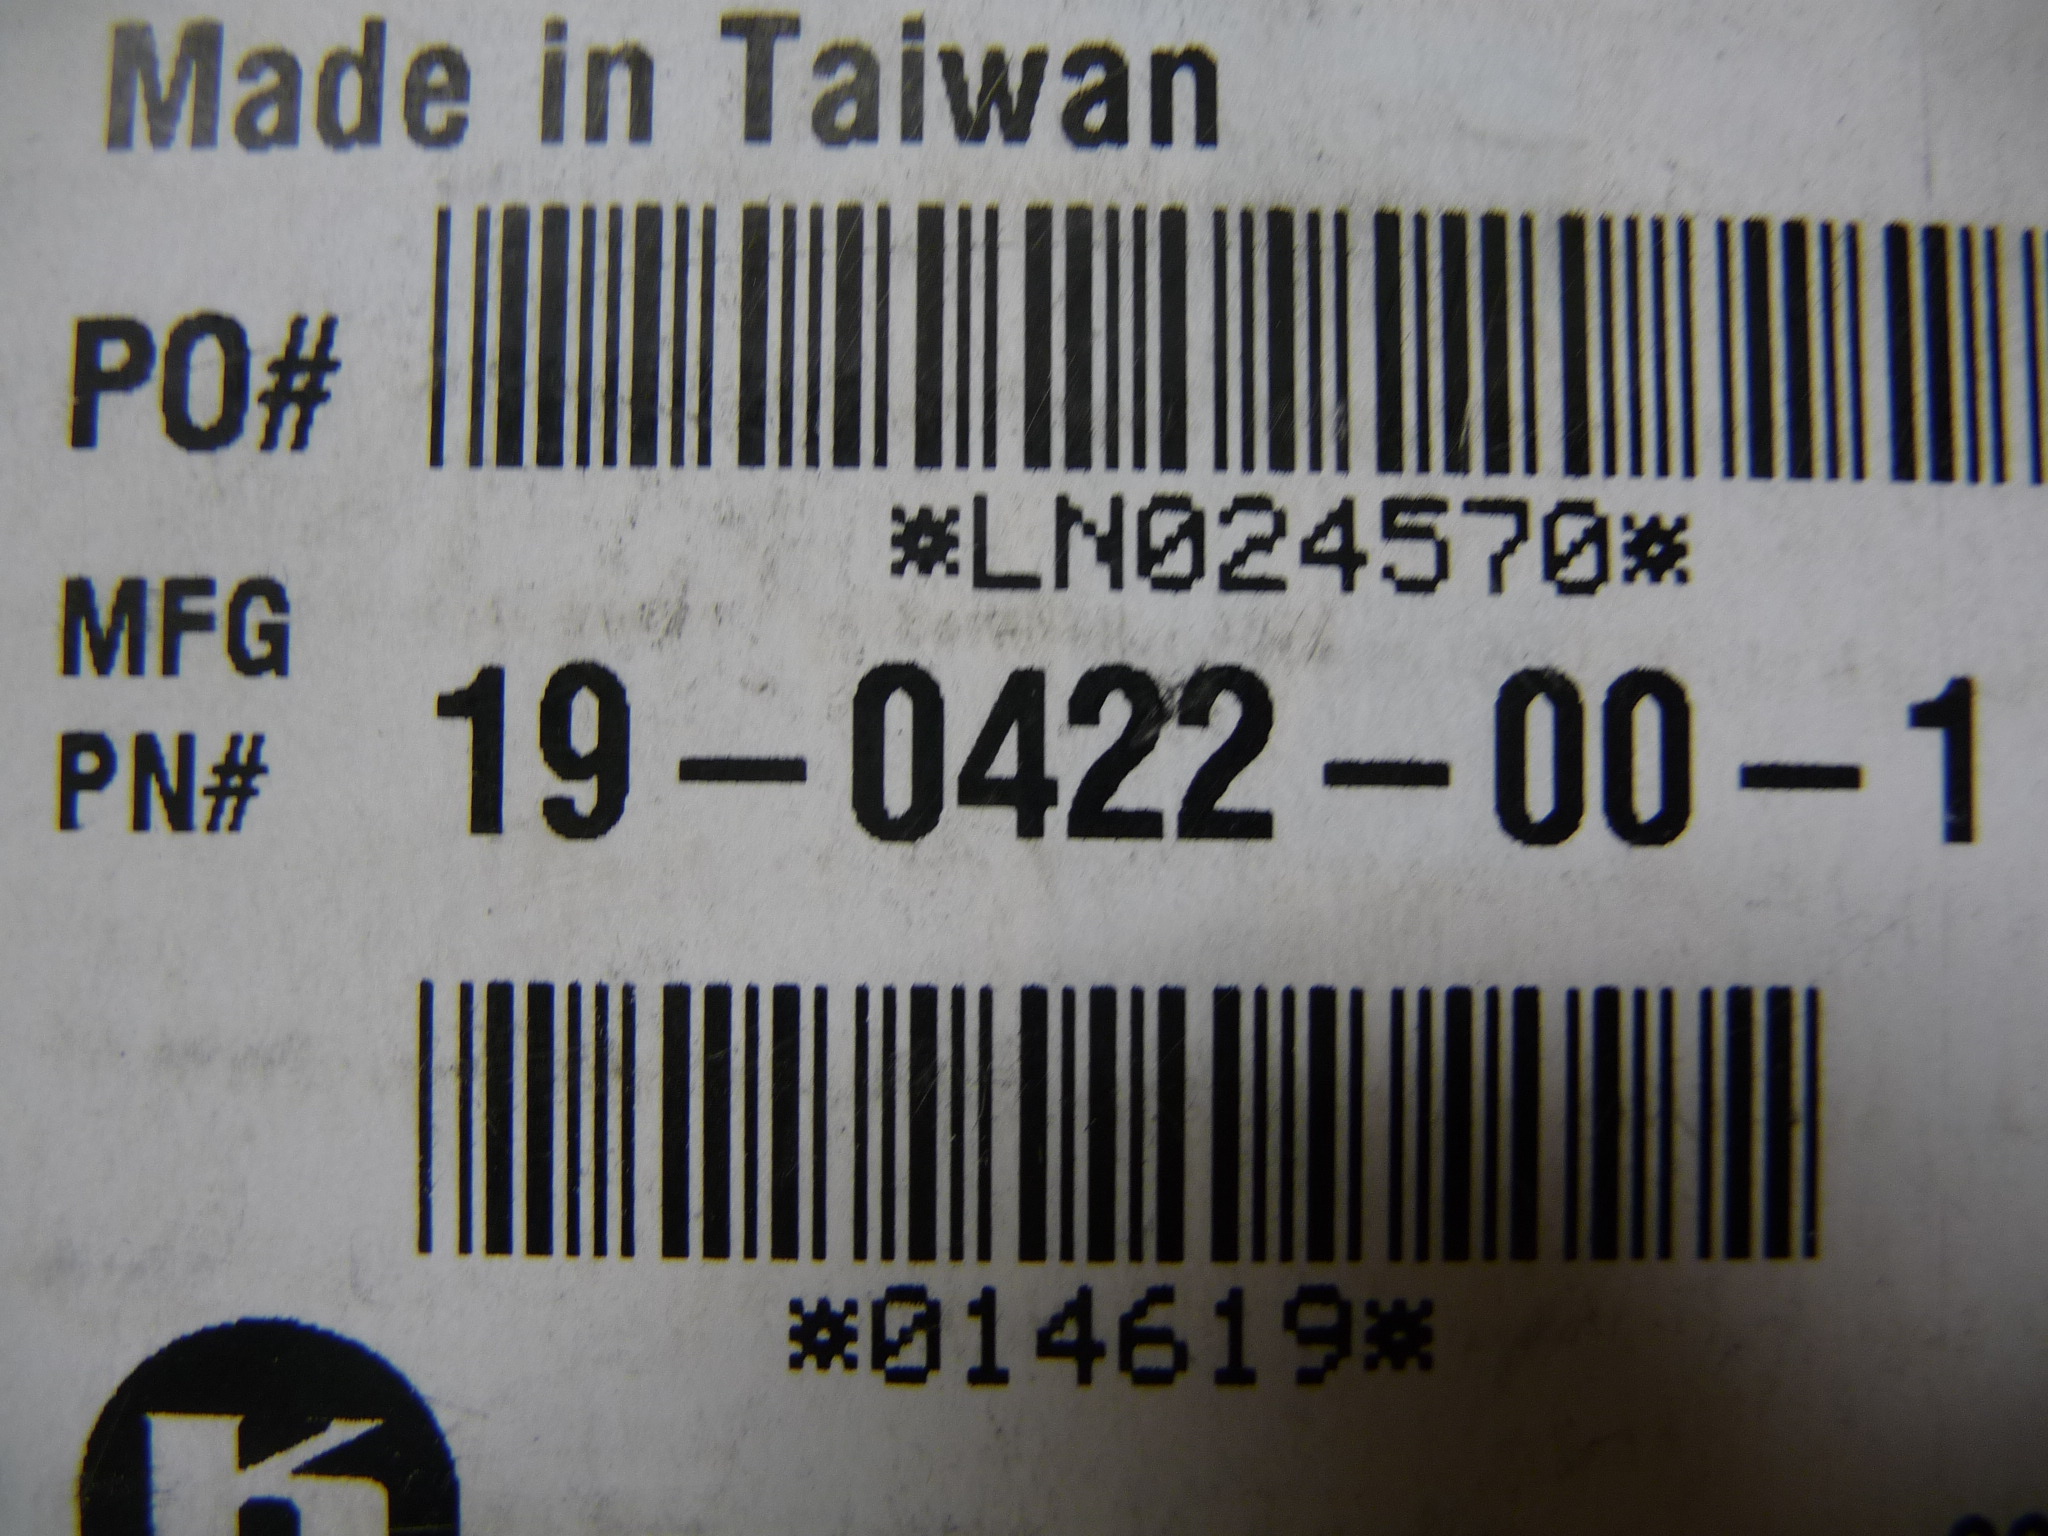 Made in Taiwan
PO#
*LN024570*
MFG
PN#
19-0422-00-1
*014619*